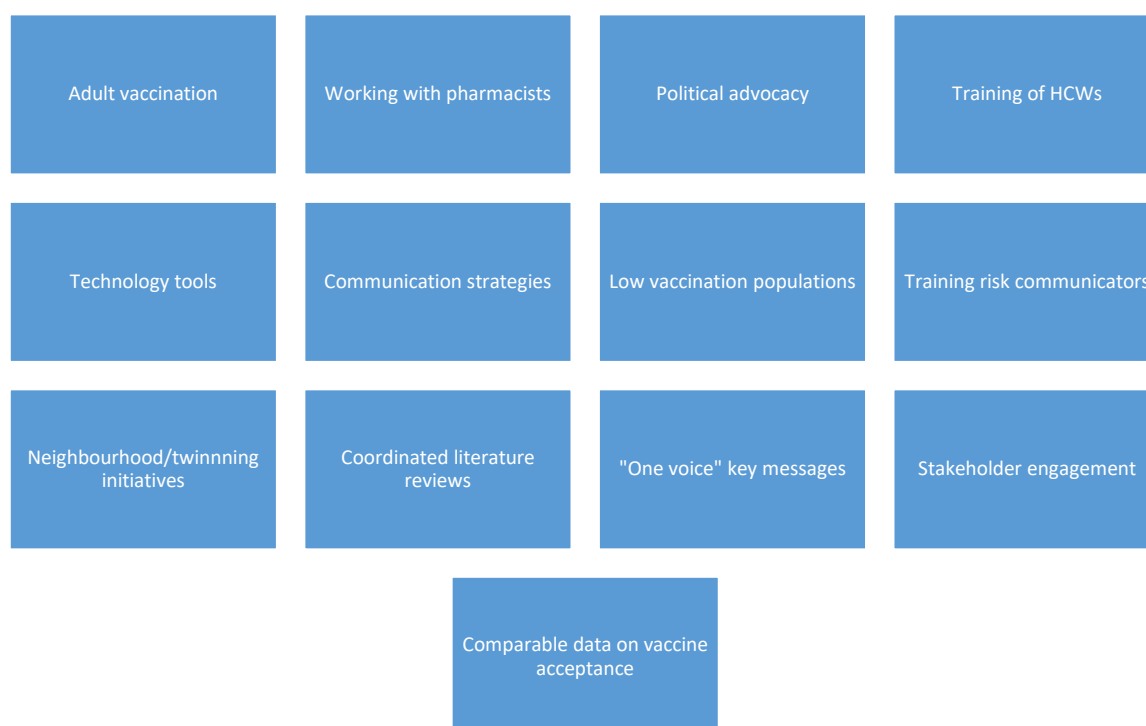 Adult vaccination
Working with pharmacists
Political advocacy
Training of HCWs
Technology tools
Communication strategies
Low vaccination populations
Training risk communicators
Neighbourhood/twinnning
initiatives
Coordinated literature
reviews
"One voice" key messages
Stakeholder engagement
Comparable data on vaccine
acceptance